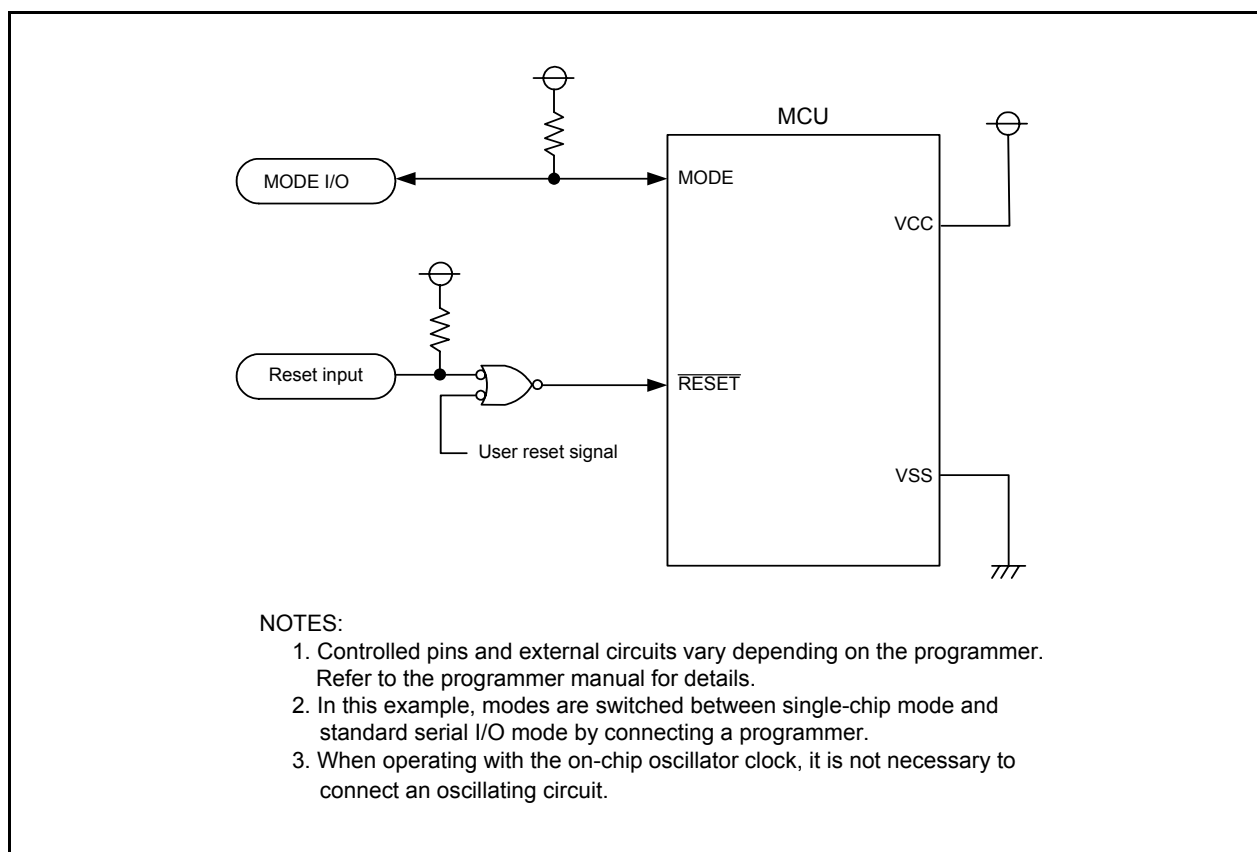 MCU
MODE I/O
MODE
VCC
Reset input
RESET
User reset signal
VSS
NOTES:
1. Controlled pins and external circuits vary depending on the programmer.
Refer to the programmer manual for details.
2. In this example, modes are switched between single-chip mode and
standard serial I/O mode by connecting a programmer.
3. When operating with the on-chip oscillator clock, it is not necessary to
connect an oscillating circuit.